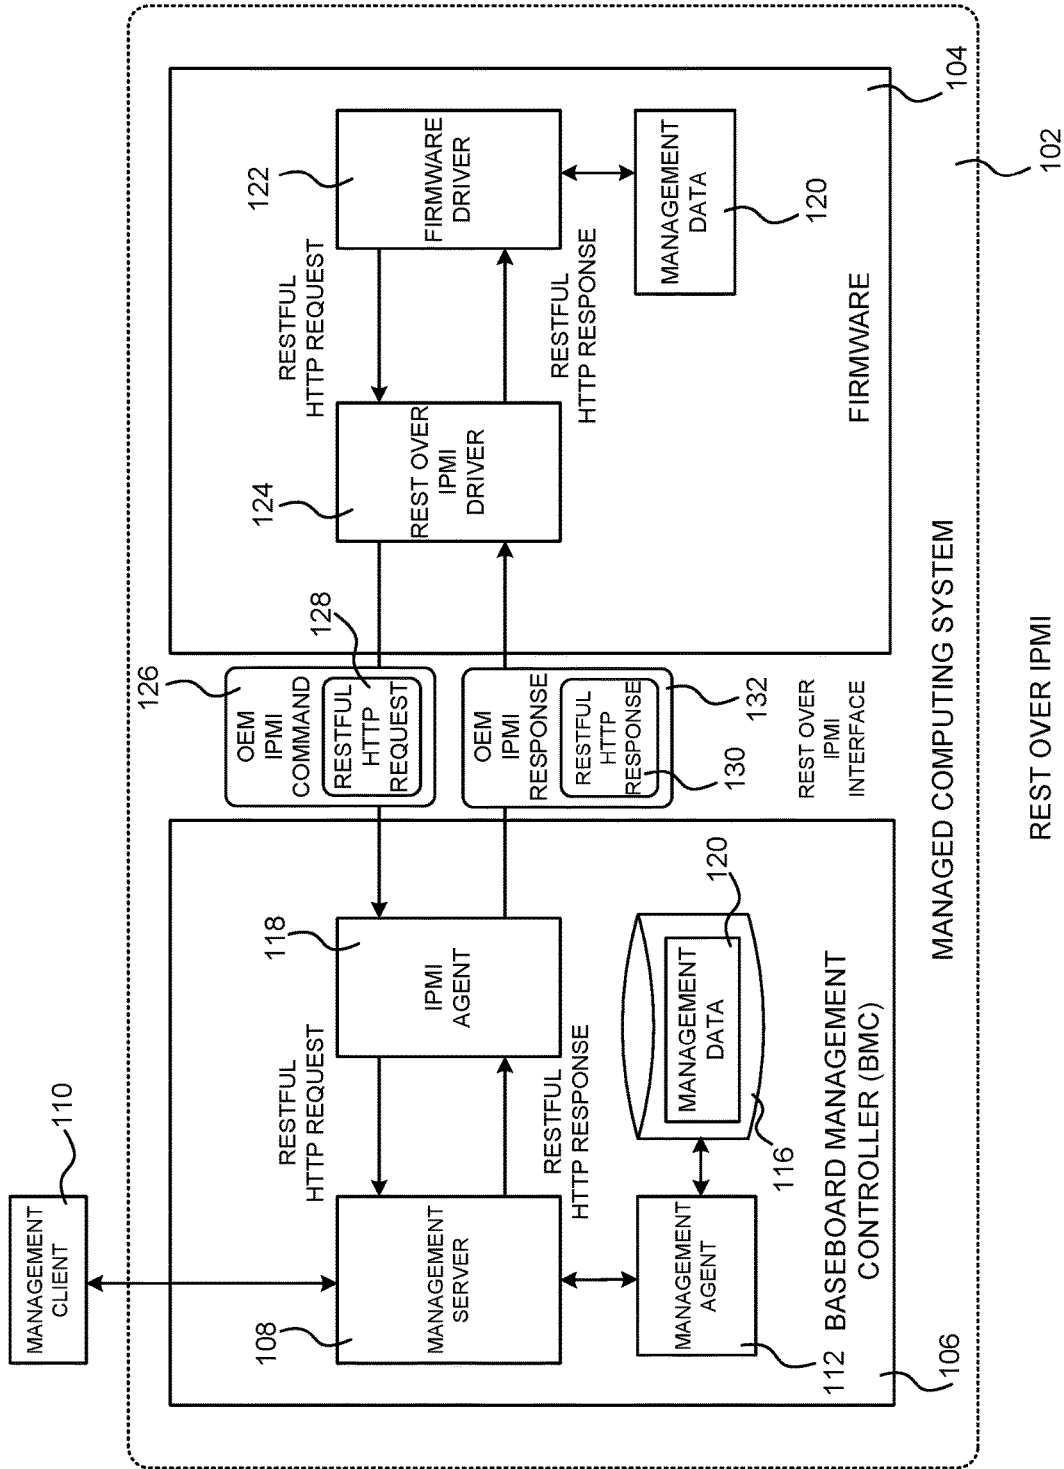 MANAGEMENT
CLIENT
110
MANAGEMENT
SERVER
108
RESTFUL
HTTP REQUEST
RESTFUL
HTTP RESPONSE
IPMI
AGENT
118
MANAGEMENT
AGENT
112
MANAGEMENT
DATA
120
116
BASEBOARD MANAGEMENT
CONTROLLER (BMC)
106
OEM
IPMI
COMMAND
126
RESTFUL
HTTP
REQUEST
128
OEM
IPMI
RESPONSE
132
RESTFUL
HTTP
RESPONSE
130
REST OVER
IPMI
INTERFACE
REST OVER
IPMI
DRIVER
124
RESTFUL
HTTP REQUEST
RESTFUL
HTTP RESPONSE
FIRMWARE
DRIVER
122
MANAGEMENT
DATA
120
FIRMWARE
104
MANAGED COMPUTING SYSTEM
102
REST OVER IPMI